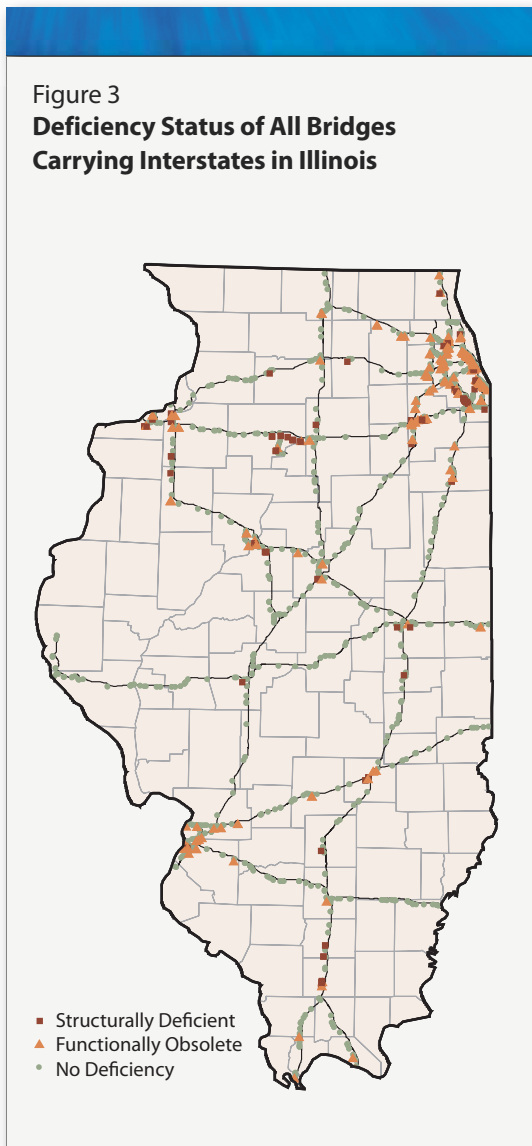 Figure 3
Deficiency Status of All Bridges
Carrying Interstates in Illinois
Structurally Deficient
Functionally Obsolete
No Deficiency